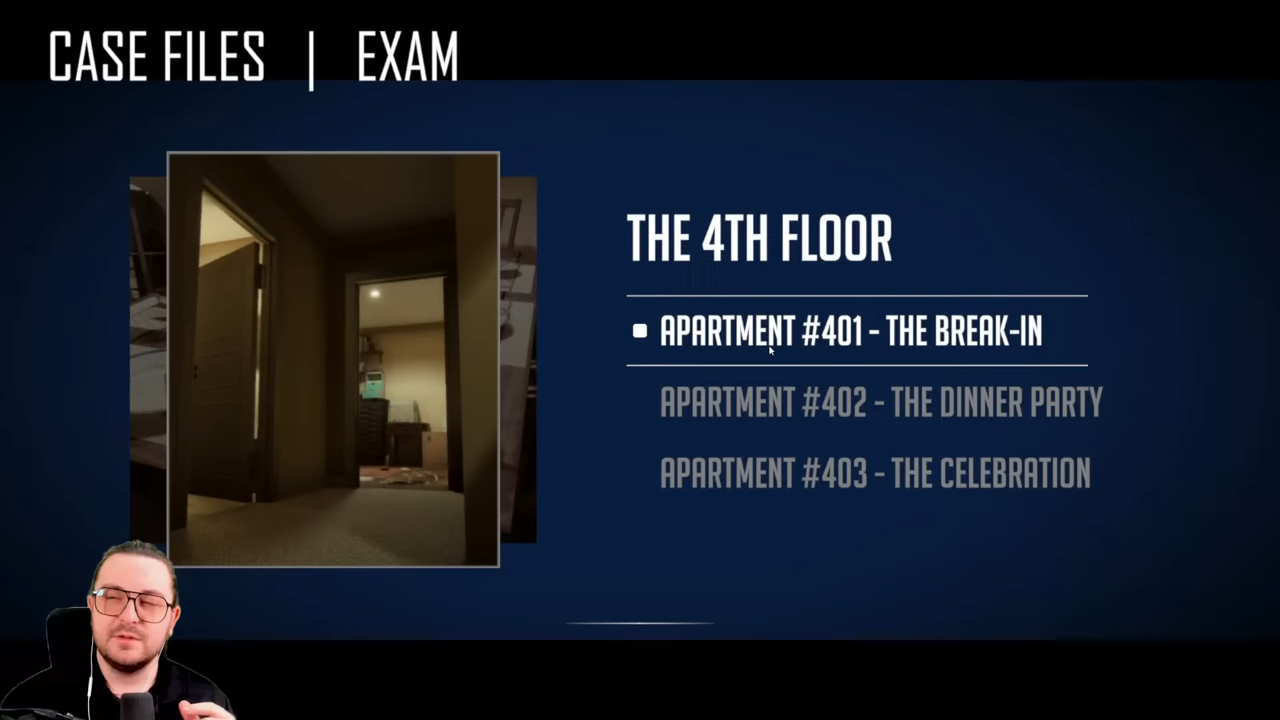 CASE FILES | EXAM
THE 4TH FLOOR
APARTMENT #401 - THE BREAK-IN
APARTMENT #402 - THE DINNER PARTY
APARTMENT #403 - THE CELEBRATION